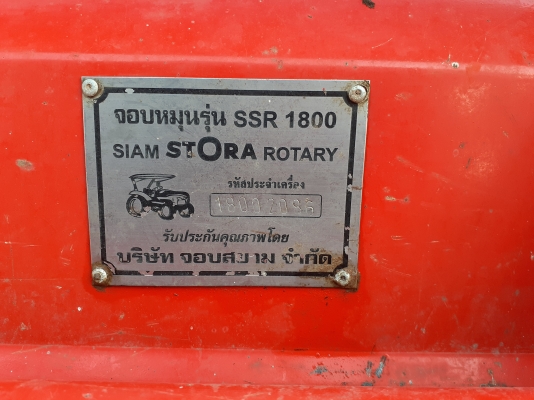 จอบหมุนรุ่น SSR 1800
SIAM STORA ROTARY
รหัสประจำเครื่อง
รับประกันคุณภาพโดย
บริษัท จอบสยาม จำกัด